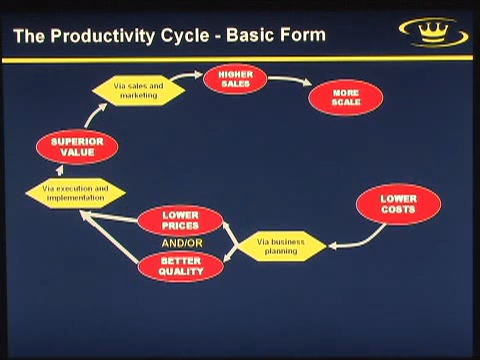 The Productivity Cycle - Basic Form
Via sales and
marketing
HIGHER
SALES
MORE
SCALE
SUPERIOR
VALUE
Via execution and
implementation
LOWER
PRICES
AND/OR
BETTER
QUALITY
Via business
planning
LOWER
COSTS